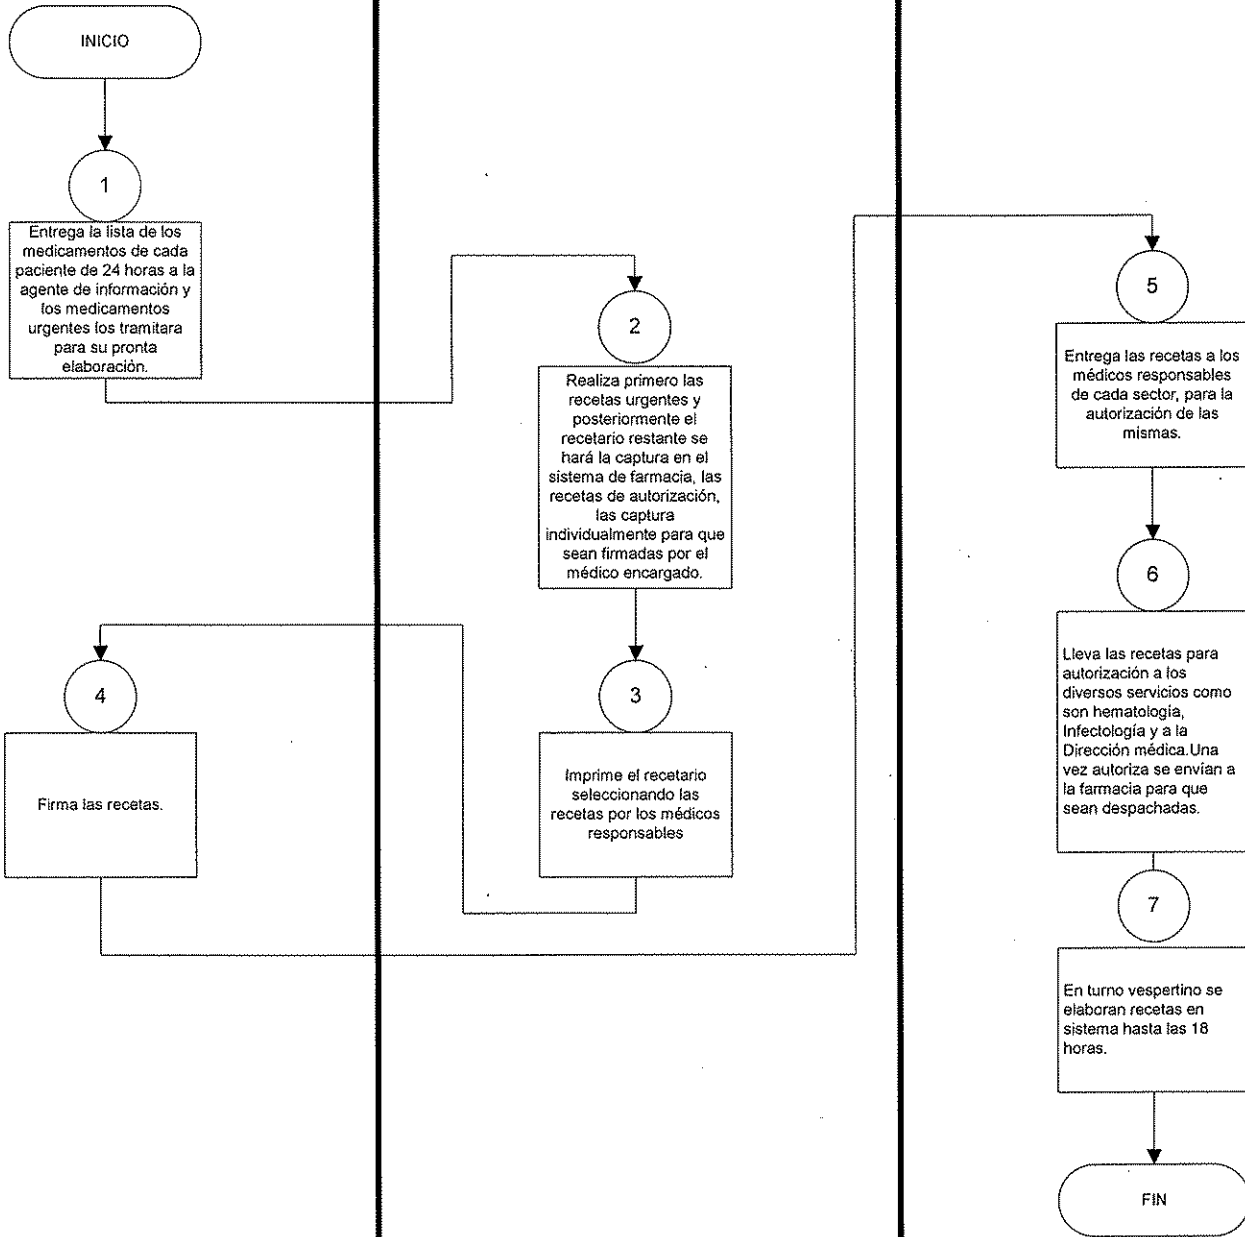 INICIO
1
Entrega la lista de los
medicamentos de cada
paciente de 24 horas a la
agente de información y
los medicamentos
urgentes los tramitara
para su pronta
elaboración.
2
Realiza primero las
recetas urgentes y
posteriormente el
recetario restante se
hará la captura en el
sistema de farmacia, las
recetas de autorización,
las captura
individualmente para que
sean firmadas por el
médico encargado.
3
Imprime el recetario
seleccionando las
recetas por los médicos
responsables
4
Firma las recetas.
5
Entrega las recetas a los
médicos responsables
de cada sector, para la
autorización de las
mismas.
6
Lleva las recetas para
autorización a los
diversos servicios como
son hematología,
Infectología y a la
Dirección médica.Una
vez autoriza se envían a
la farmacia para que
sean despachadas.
7
En turno vespertino se
elaboran recetas en
sistema hasta las 18
horas.
FIN